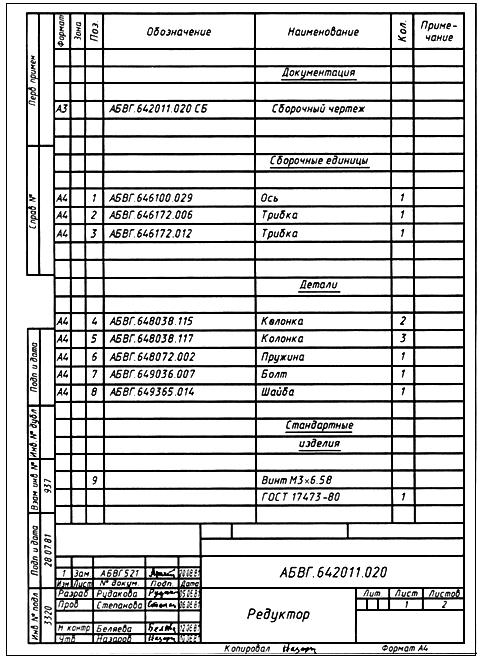 Формат Зона Поз. Обозначение Наименование Кол. Приме-
чание
Документация
А3 АБВГ.642011.020 СБ Сборочный чертеж
Сборочные единицы
А4 1 АБВГ.646100.029 Ось 1
А4 2 АБВГ.646172.006 Трибка 1
А4 3 АБВГ.646172.012 Трибка 1
Детали
А4 4 АБВГ.648038.115 Колонка 2
А4 5 АБВГ.648038.117 Колонка 3
А4 6 АБВГ.648072.002 Пружина 1
А4 7 АБВГ.649036.007 Болт 1
А4 8 АБВГ.649365.014 Шайба 1
Стандартные
изделия
9 Винт М3×6.58
ГОСТ 17473-80 1
Перв примен
Справ №
Подп и дата
Инв № дубл
Взам инв № 937
Подп и дата 28 07 81
Инв № подл 3320
1 Зам АБВГ521
Изм Лист № докум. Подп. Дата
Разраб Рудакова
Пров Степанова
Н контр Беляева
Утв Назаров
АБВГ.642011.020
Редуктор
Лит Лист Листов
1 2
Копировал Формат А4